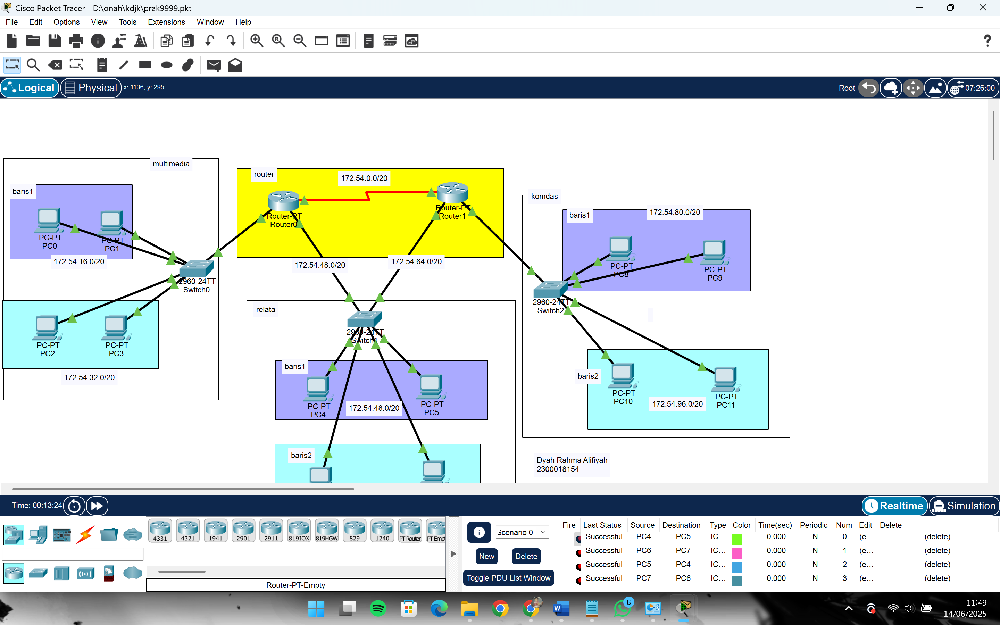 Cisco Packet Tracer - D:\onah\kdjk\prak9999.pkt
File Edit Options View Tools Extensions Window Help
Logical Physical x: 1136, y: 295
Root 07:26:00
multimedia
baris1
PC-PT
PC0
PC-PT
PC1
172.54.16.0/20
2960-24TT
Switch0
PC-PT
PC2
PC-PT
PC3
172.54.32.0/20
router
172.54.0.0/20
Router-PT
Router0
Router-PT
Router1
172.54.48.0/20
172.54.64.0/20
relata
2960-24TT
Switch1
baris1
PC-PT
PC4
172.54.48.0/20
PC-PT
PC5
baris2
komdas
baris1
172.54.80.0/20
PC-PT
PC8
PC-PT
PC9
2960-24TT
Switch2
baris2
PC-PT
PC10
172.54.96.0/20
PC-PT
PC11
Dyah Rahma Alifiyah
2300018154
Time: 00:13:24
Realtime Simulation
4331 4321 1941 2901 2911 819IOX 819HGW 829 1240 PT-Router PT-Empt
Router-PT-Empty
Scenario 0
New Delete
Toggle PDU List Window
Fire Last Status Source Destination Type Color Time(sec) Periodic Num Edit Delete
Successful PC4 PC5 IC... 0.000 N 0 (e... (delete)
Successful PC6 PC7 IC... 0.000 N 1 (e... (delete)
Successful PC5 PC4 IC... 0.000 N 2 (e... (delete)
Successful PC7 PC6 IC... 0.000 N 3 (e... (delete)
8
11:49
14/06/2025